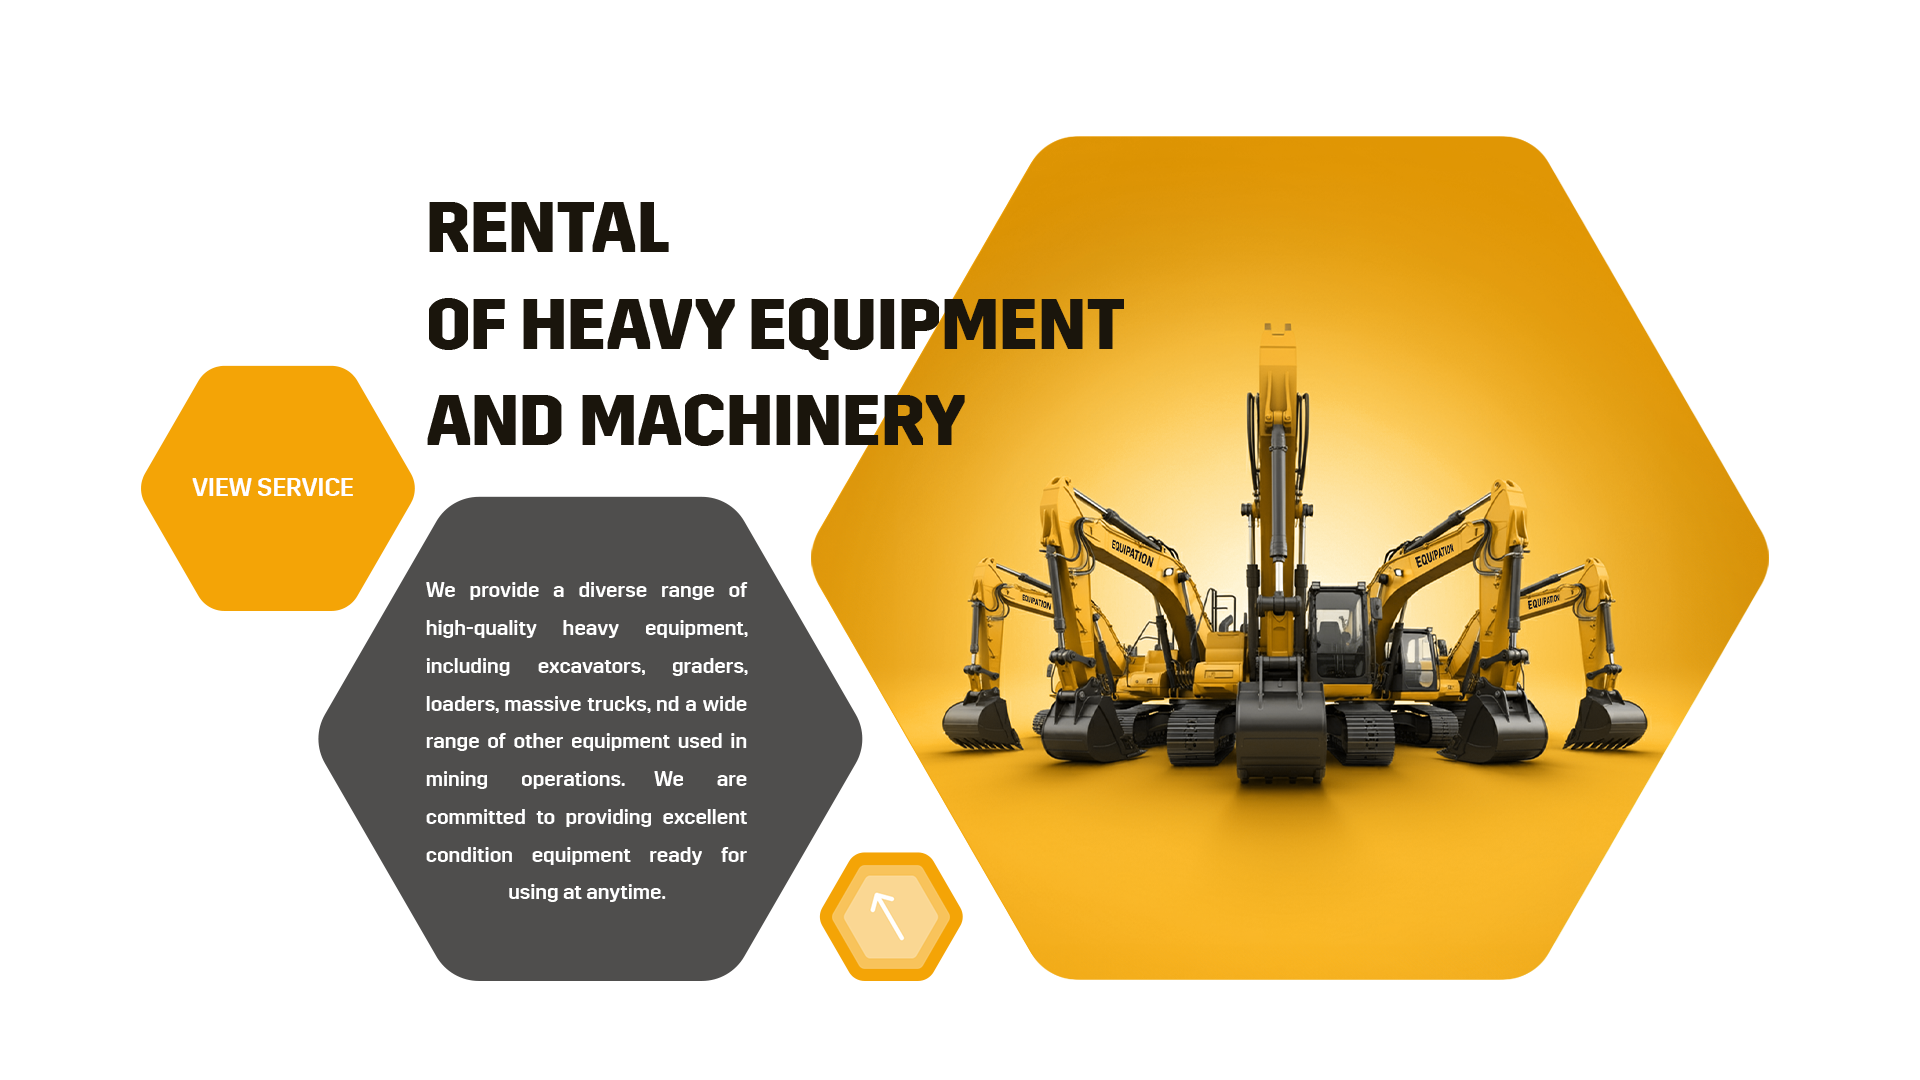 RENTAL
OF HEAVY EQUIPMENT
AND MACHINERY
VIEW SERVICE
We provide a diverse range of
high-quality heavy equipment,
including excavators, graders,
loaders, massive trucks, nd a wide
range of other equipment used in
mining operations. We are
committed to providing excellent
condition equipment ready for
using at anytime.
EQUIPATION
EQUIPATION
EQUIPATION
EQUIPATION